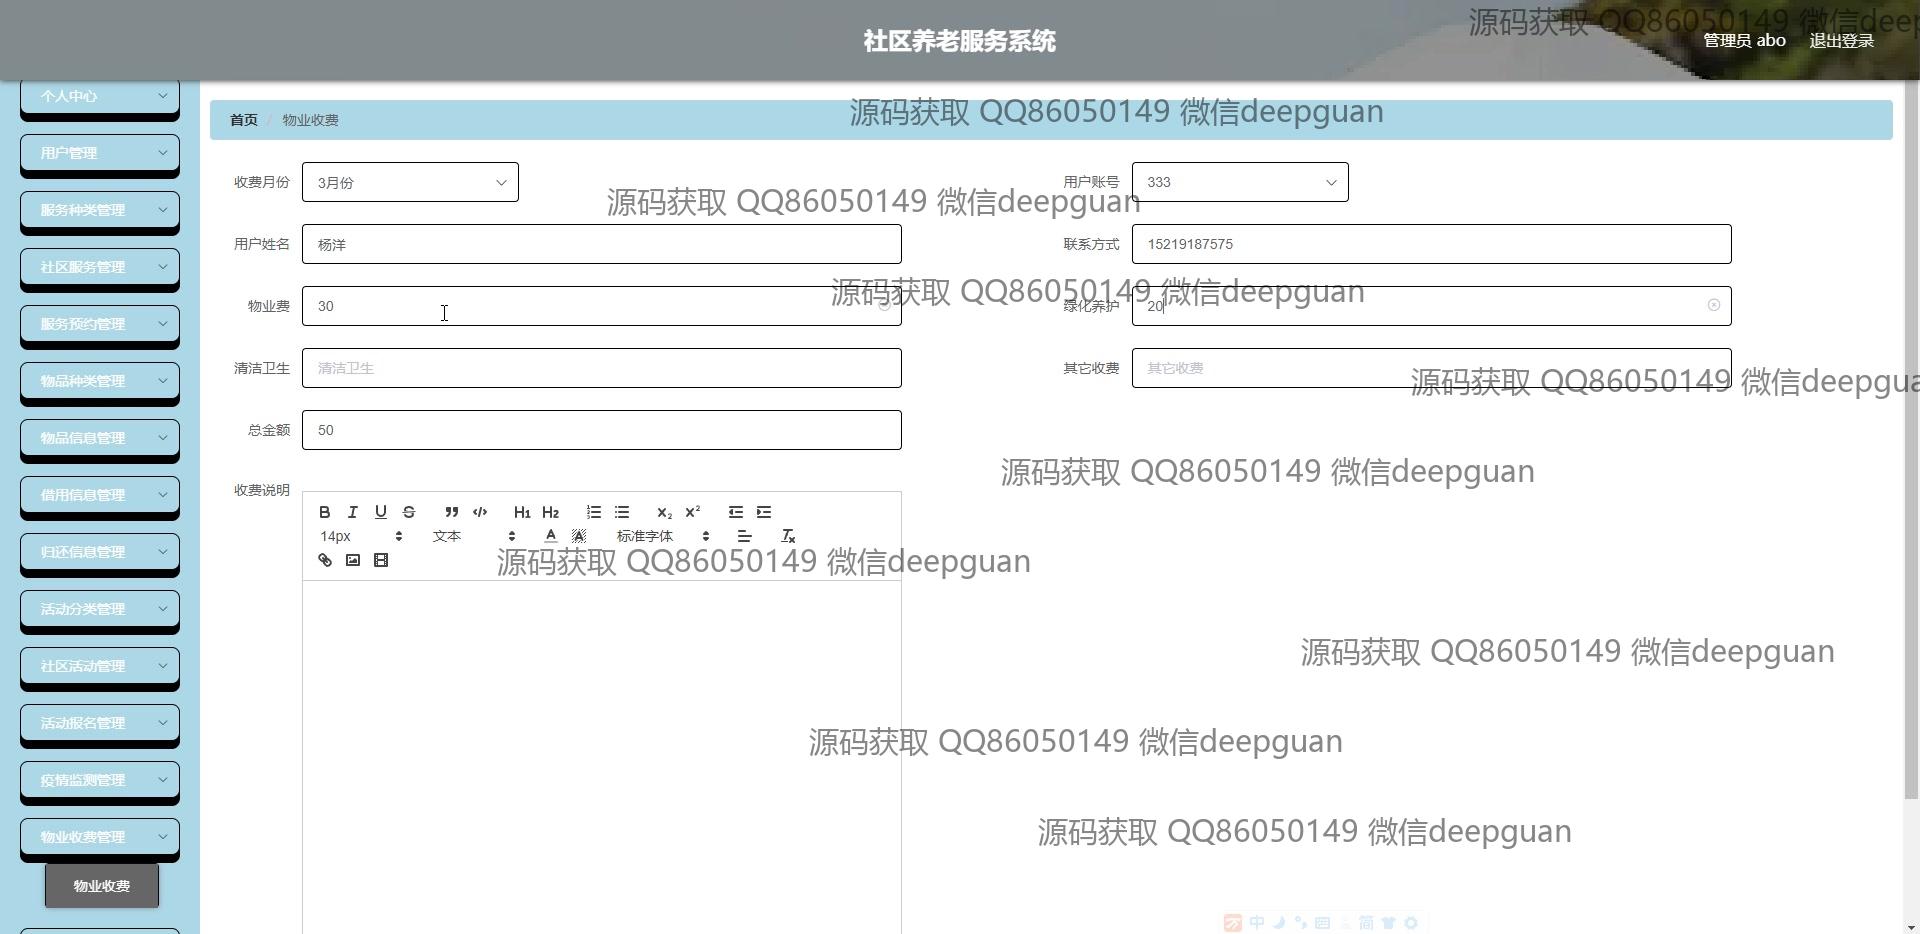 社区养老服务系统
源码获取 QQ86050149 微信deep
管理员 abo 退出登录
个人中心
用户管理
服务种类管理
社区服务管理
服务预约管理
物品种类管理
物品信息管理
借用信息管理
归还信息管理
活动分类管理
社区活动管理
活动报名管理
疫情监测管理
物业收费管理
物业收费
首页 / 物业收费
源码获取 QQ86050149 微信deepguan
收费月份 3月份
用户账号 333
源码获取 QQ86050149 微信deepguan
用户姓名 杨洋
联系方式 15219187575
源码获取 QQ86050149 微信deepguan
物业费 30
绿化养护 20
清洁卫生 清洁卫生
其它收费 其它收费
源码获取 QQ86050149 微信deepgua
总金额 50
源码获取 QQ86050149 微信deepguan
收费说明
B I U S H1 H2 X2 X2
14px 文本 A A 标准字体 Tx
源码获取 QQ86050149 微信deepguan
源码获取 QQ86050149 微信deepguan
源码获取 QQ86050149 微信deepguan
源码获取 QQ86050149 微信deepguan
中 简